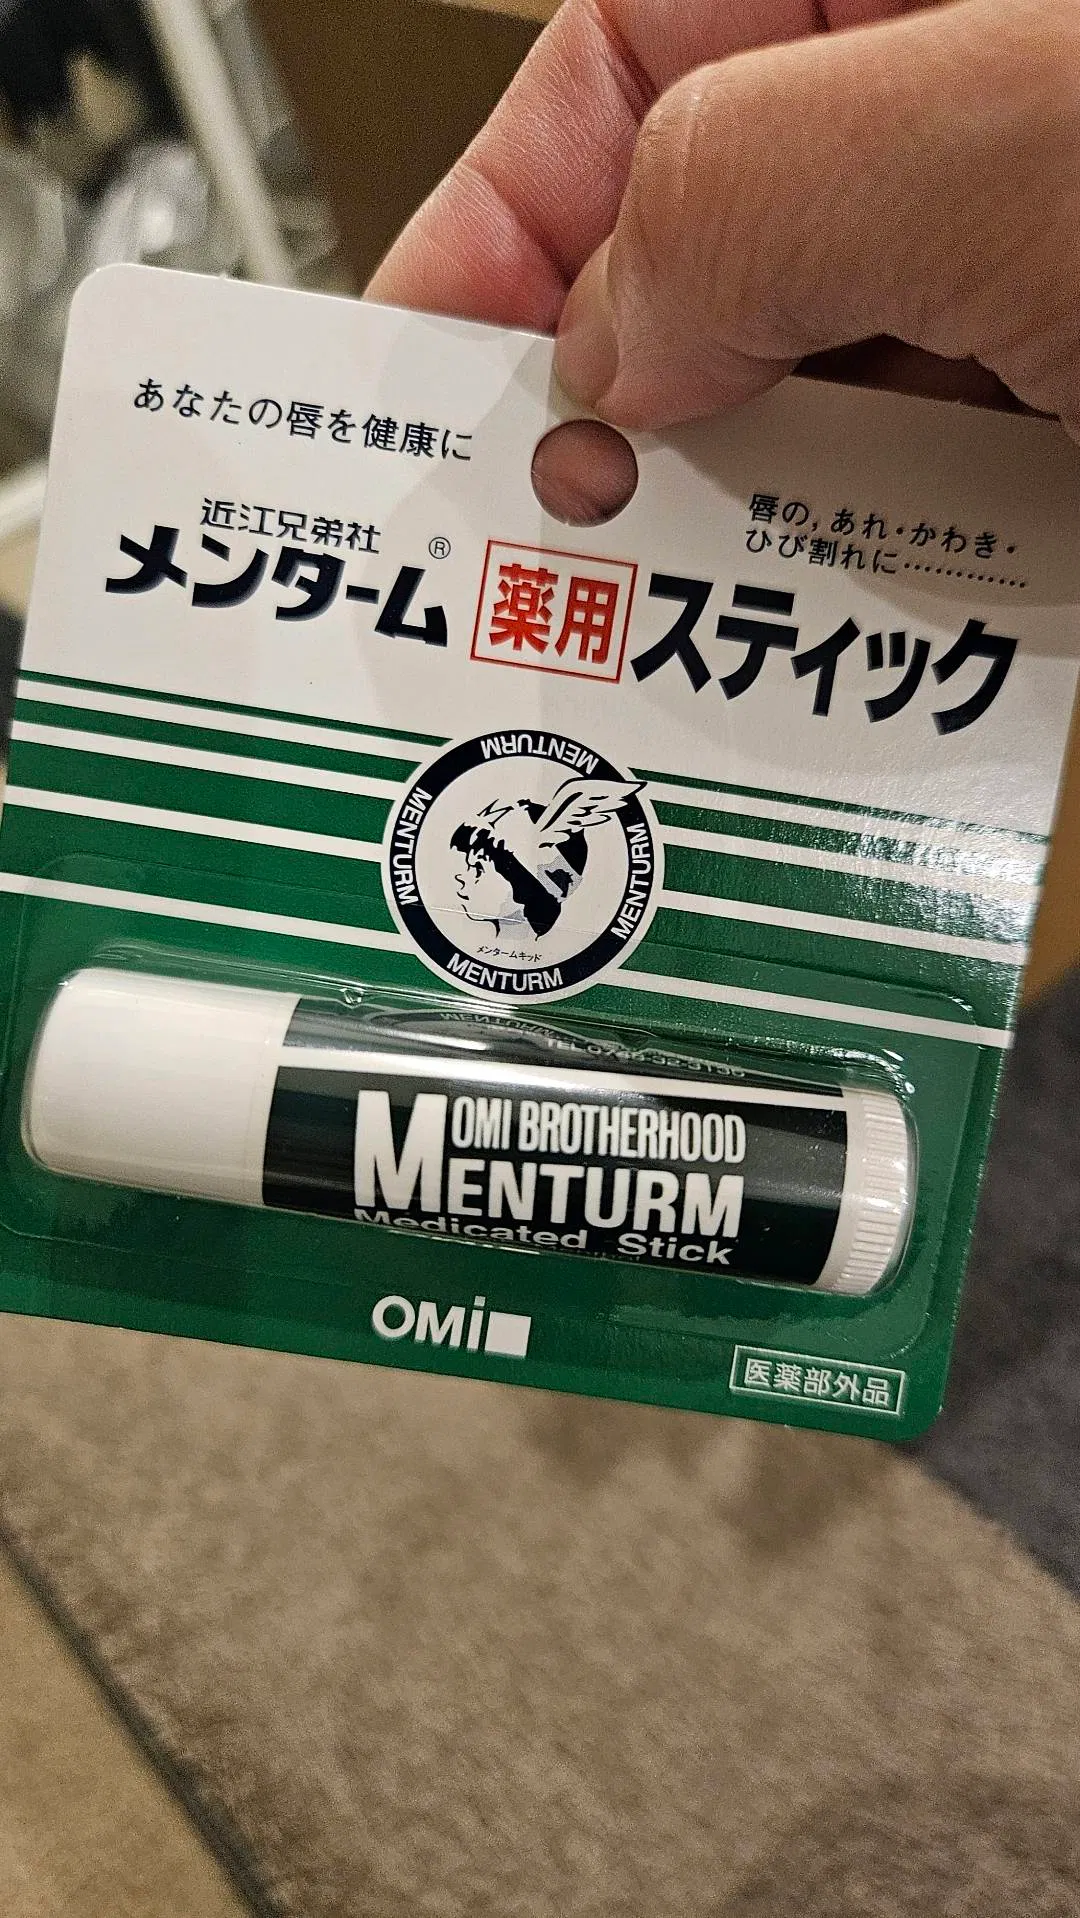 あなたの唇を健康に
唇の,あれ・かわき・
ひび割れに…………
近江兄弟社
メンターム®薬用スティック
MENTURM
MENTURM
MENTURM
MENTURM
MENTURM
メンタームキッド
OMI BROTHERHOOD
MENTURM
Medicated Stick
OMi
医薬部外品